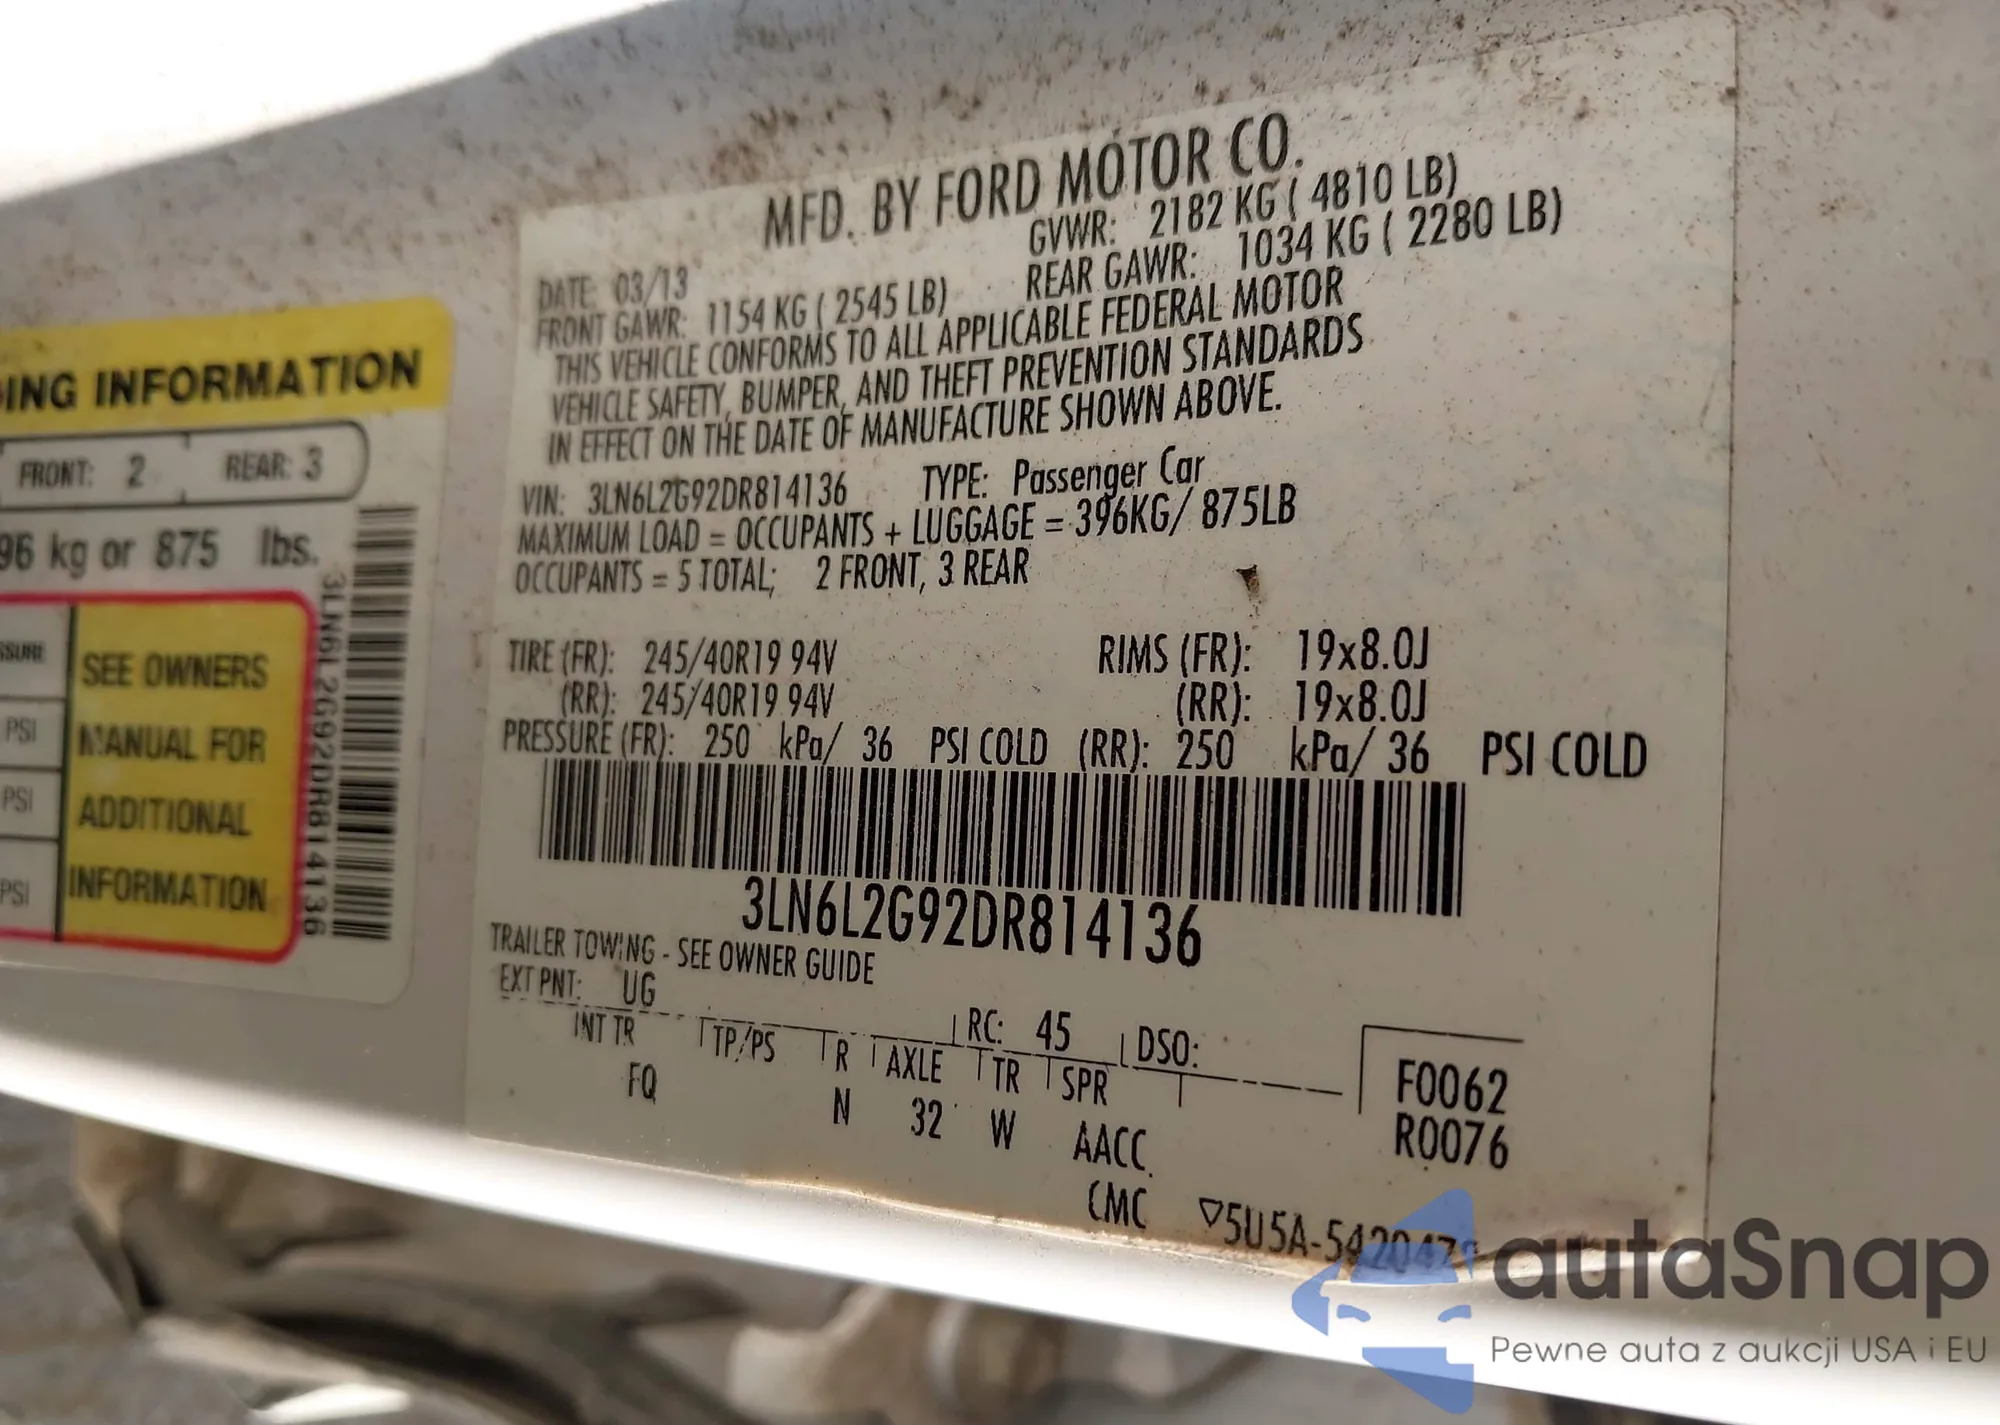 MFD. BY FORD MOTOR CO.
DATE: 03/13 GVWR: 2182 KG ( 4810 LB)
FRONT GAWR: 1154 KG ( 2545 LB) REAR GAWR: 1034 KG ( 2280 LB)
THIS VEHICLE CONFORMS TO ALL APPLICABLE FEDERAL MOTOR
VEHICLE SAFETY, BUMPER, AND THEFT PREVENTION STANDARDS
IN EFFECT ON THE DATE OF MANUFACTURE SHOWN ABOVE.
VIN: 3LN6L2G92DR814136 TYPE: Passenger Car
MAXIMUM LOAD = OCCUPANTS + LUGGAGE = 396KG/ 875LB
OCCUPANTS = 5 TOTAL; 2 FRONT, 3 REAR
TIRE (FR): 245/40R19 94V RIMS (FR): 19x8.0J
(RR): 245/40R19 94V (RR): 19x8.0J
PRESSURE (FR): 250 kPa/ 36 PSI COLD (RR): 250 kPa/ 36 PSI COLD
3LN6L2G92DR814136
TRAILER TOWING - SEE OWNER GUIDE
EXT PNT: UG RC: 45 DSO:
INT TR TP/PS R AXLE TR SPR
FQ N 32 W AACC
CMC
F0062
R0076
INFORMATION
FRONT: 2 REAR: 3
kg or 875 lbs.
SEE OWNERS
MANUAL FOR
ADDITIONAL
INFORMATION
PSI
PSI
PSI
3LN6L2G92DR814136
autaSnap
Pewne auta z aukcji USA i EU